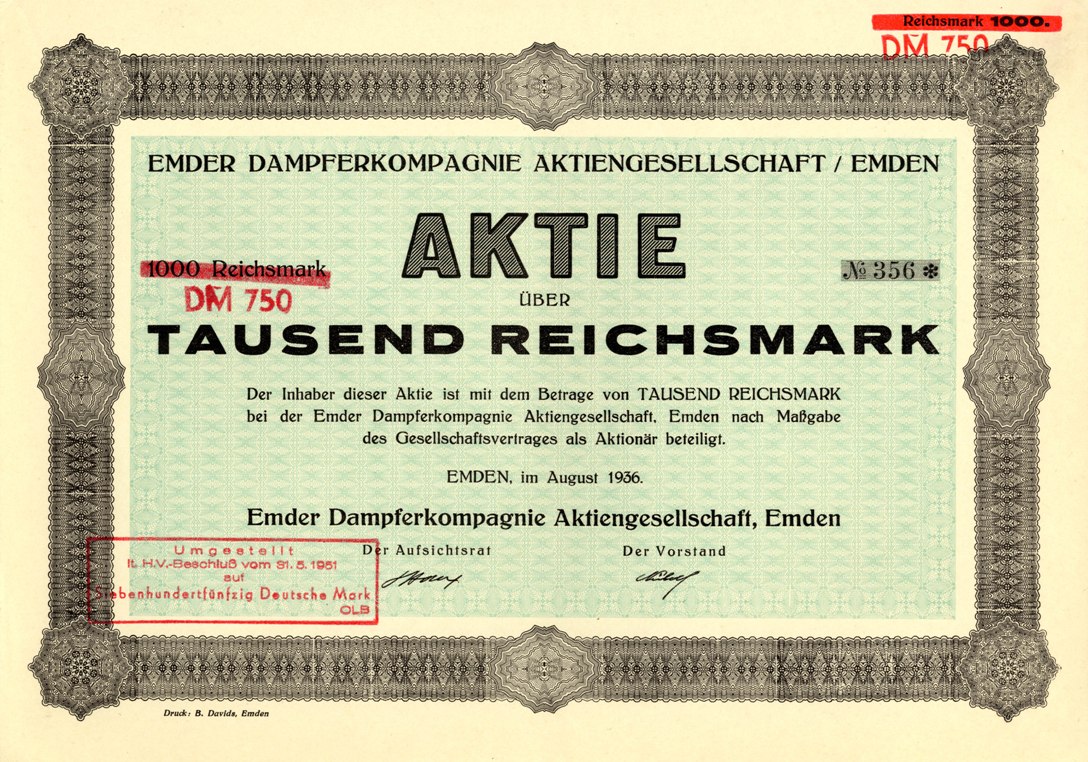 Reichsmark 1000.
DM 750
EMDER DAMPFERKOMPAGNIE AKTIENGESELLSCHAFT / EMDEN
AKTIE
1000 Reichsmark
DM 750
№ 356 ✻
ÜBER
TAUSEND REICHSMARK
Der Inhaber dieser Aktie ist mit dem Betrage von TAUSEND REICHSMARK
bei der Emder Dampferkompagnie Aktiengesellschaft, Emden nach Maßgabe
des Gesellschaftsvertrages als Aktionär beteiligt.
EMDEN, im August 1936.
Emder Dampferkompagnie Aktiengesellschaft, Emden
Der Aufsichtsrat
Der Vorstand
Umgestellt
lt. H.V.-Beschluß vom 31. 5. 1951
auf
Siebenhundertfünfzig Deutsche Mark
OLB
Druck: B. Davids, Emden